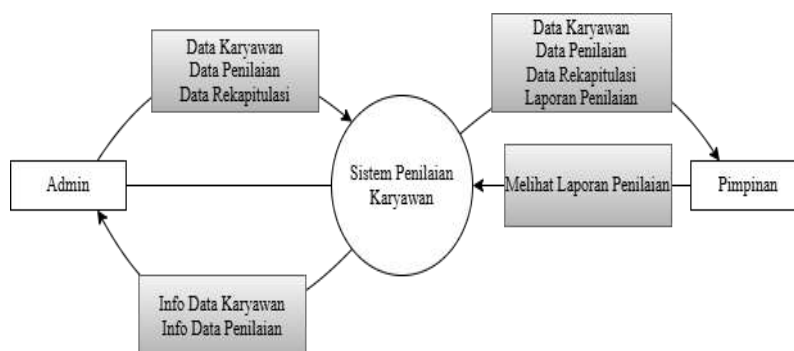 Data Karyawan
Data Penilaian
Data Rekapitulasi
Data Karyawan
Data Penilaian
Data Rekapitulasi
Laporan Penilaian
Admin
Sistem Penilaian
Karyawan
Melihat Laporan Penilaian
Pimpinan
Info Data Karyawan
Info Data Penilaian